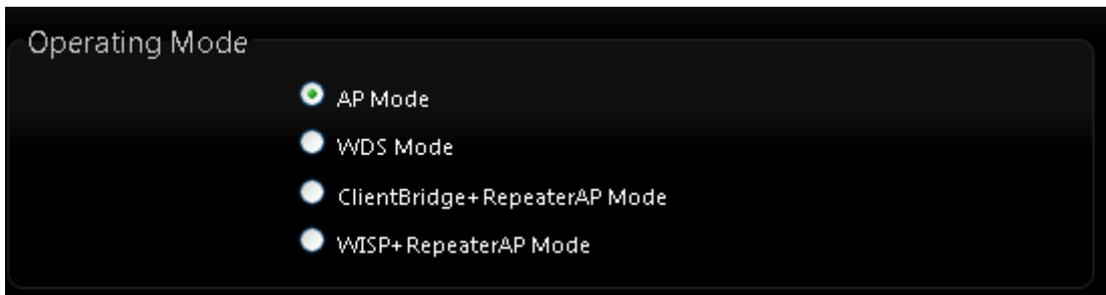 Operating Mode
AP Mode
WDS Mode
ClientBridge+RepeaterAP Mode
WISP+RepeaterAP Mode